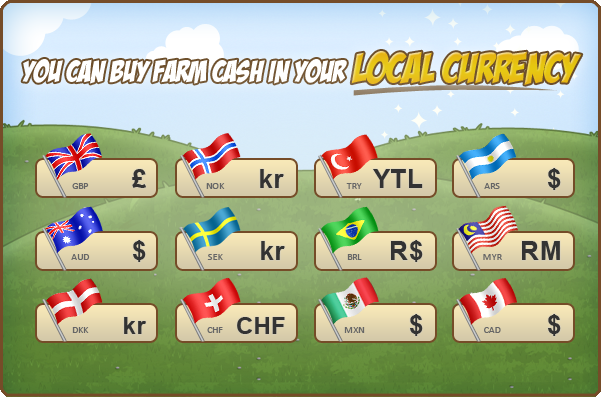 YOU CAN BUY FARM CASH IN YOUR LOCAL CURRENCY
GBP £ NOK kr TRY YTL ARS $
AUD $ SEK kr BRL R$ MYR RM
DKK kr CHF CHF MXN $ CAD $